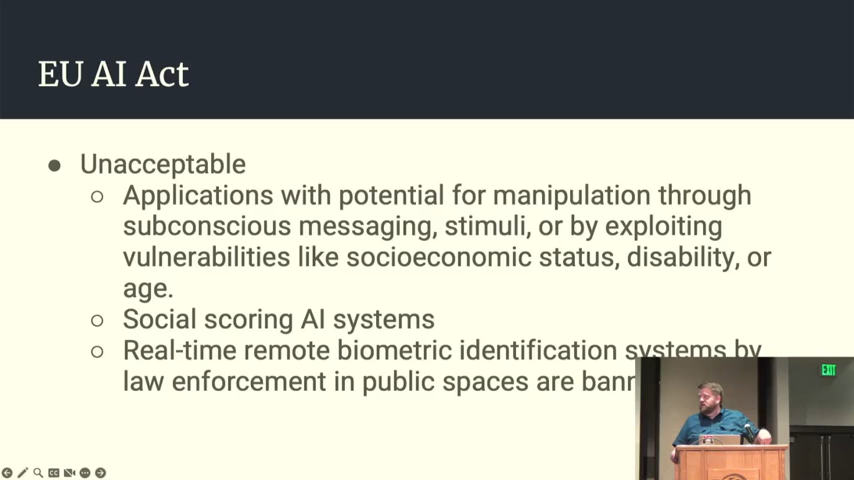 EU AI Act
● Unacceptable
○ Applications with potential for manipulation through
subconscious messaging, stimuli, or by exploiting
vulnerabilities like socioeconomic status, disability, or
age.
○ Social scoring AI systems
○ Real-time remote biometric identification systems by
law enforcement in public spaces are bann
EXIT
CC